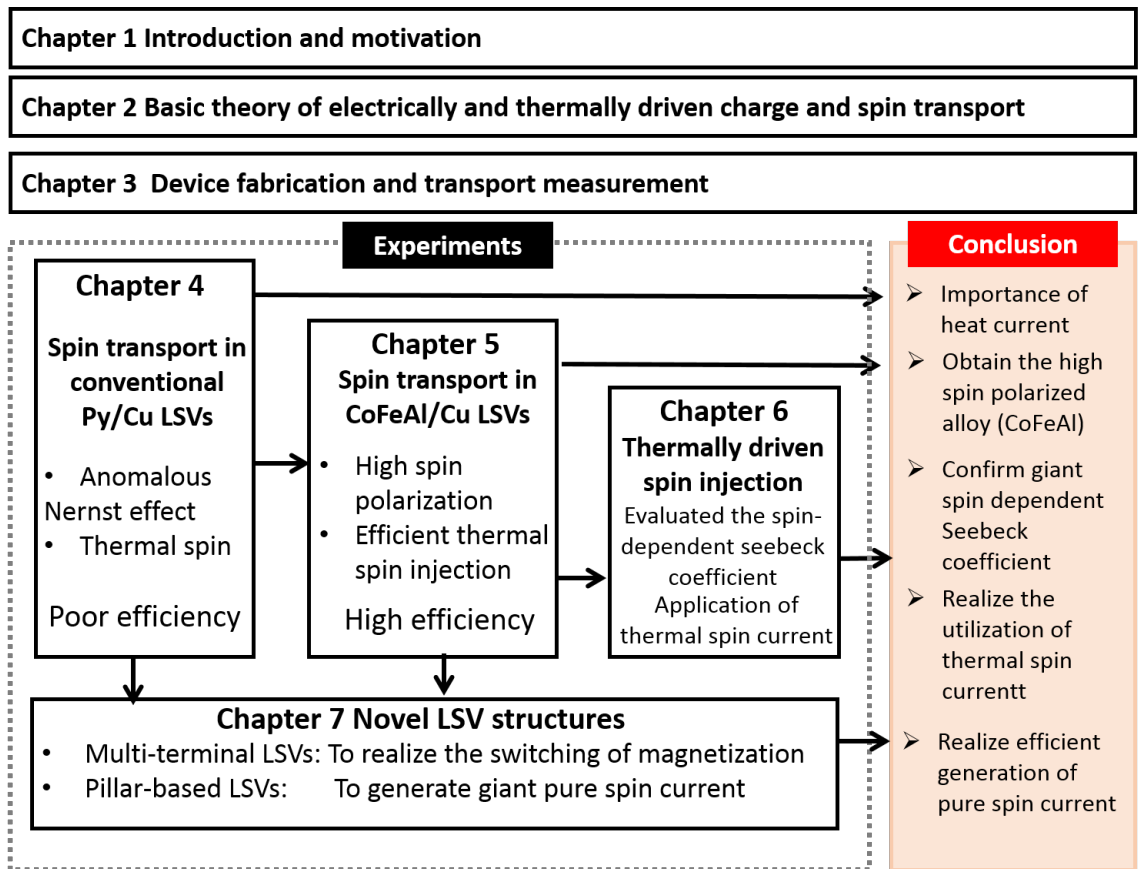 Chapter 1 Introduction and motivation
Chapter 2 Basic theory of electrically and thermally driven charge and spin transport
Chapter 3 Device fabrication and transport measurement
Experiments
Chapter 4
Spin transport in
conventional
Py/Cu LSVs
• Anomalous
Nernst effect
• Thermal spin
Poor efficiency
Chapter 5
Spin transport in
CoFeAl/Cu LSVs
• High spin
polarization
• Efficient thermal
spin injection
High efficiency
Chapter 6
Thermally driven
spin injection
Evaluated the spin-
dependent seebeck
coefficient
Application of
thermal spin current
Chapter 7 Novel LSV structures
• Multi-terminal LSVs: To realize the switching of magnetization
• Pillar-based LSVs: To generate giant pure spin current
Conclusion
➢ Importance of
heat current
➢ Obtain the high
spin polarized
alloy (CoFeAl)
➢ Confirm giant
spin dependent
Seebeck
coefficient
➢ Realize the
utilization of
thermal spin
currentt
➢ Realize efficient
generation of
pure spin current